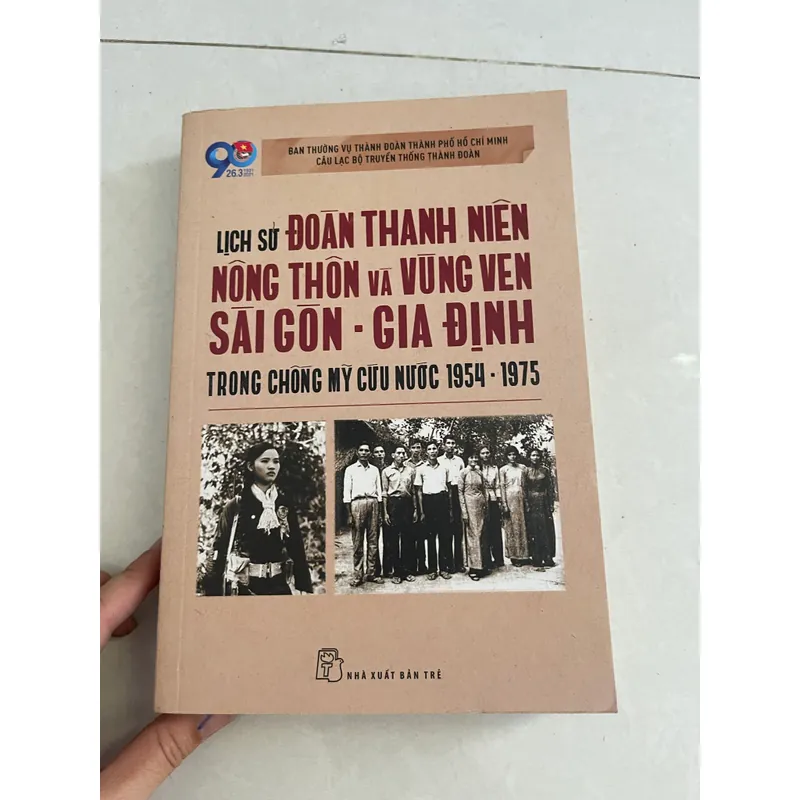 90
26.3 1931 2021
BAN THƯỜNG VỤ THÀNH ĐOÀN THÀNH PHỐ HỒ CHÍ MINH
CÂU LẠC BỘ TRUYỀN THỐNG THÀNH ĐOÀN
LỊCH SỬ ĐOÀN THANH NIÊN
NÔNG THÔN VÀ VÙNG VEN
SÀI GÒN - GIA ĐỊNH
TRONG CHỐNG MỸ CỨU NƯỚC 1954 - 1975
NHÀ XUẤT BẢN TRẺ